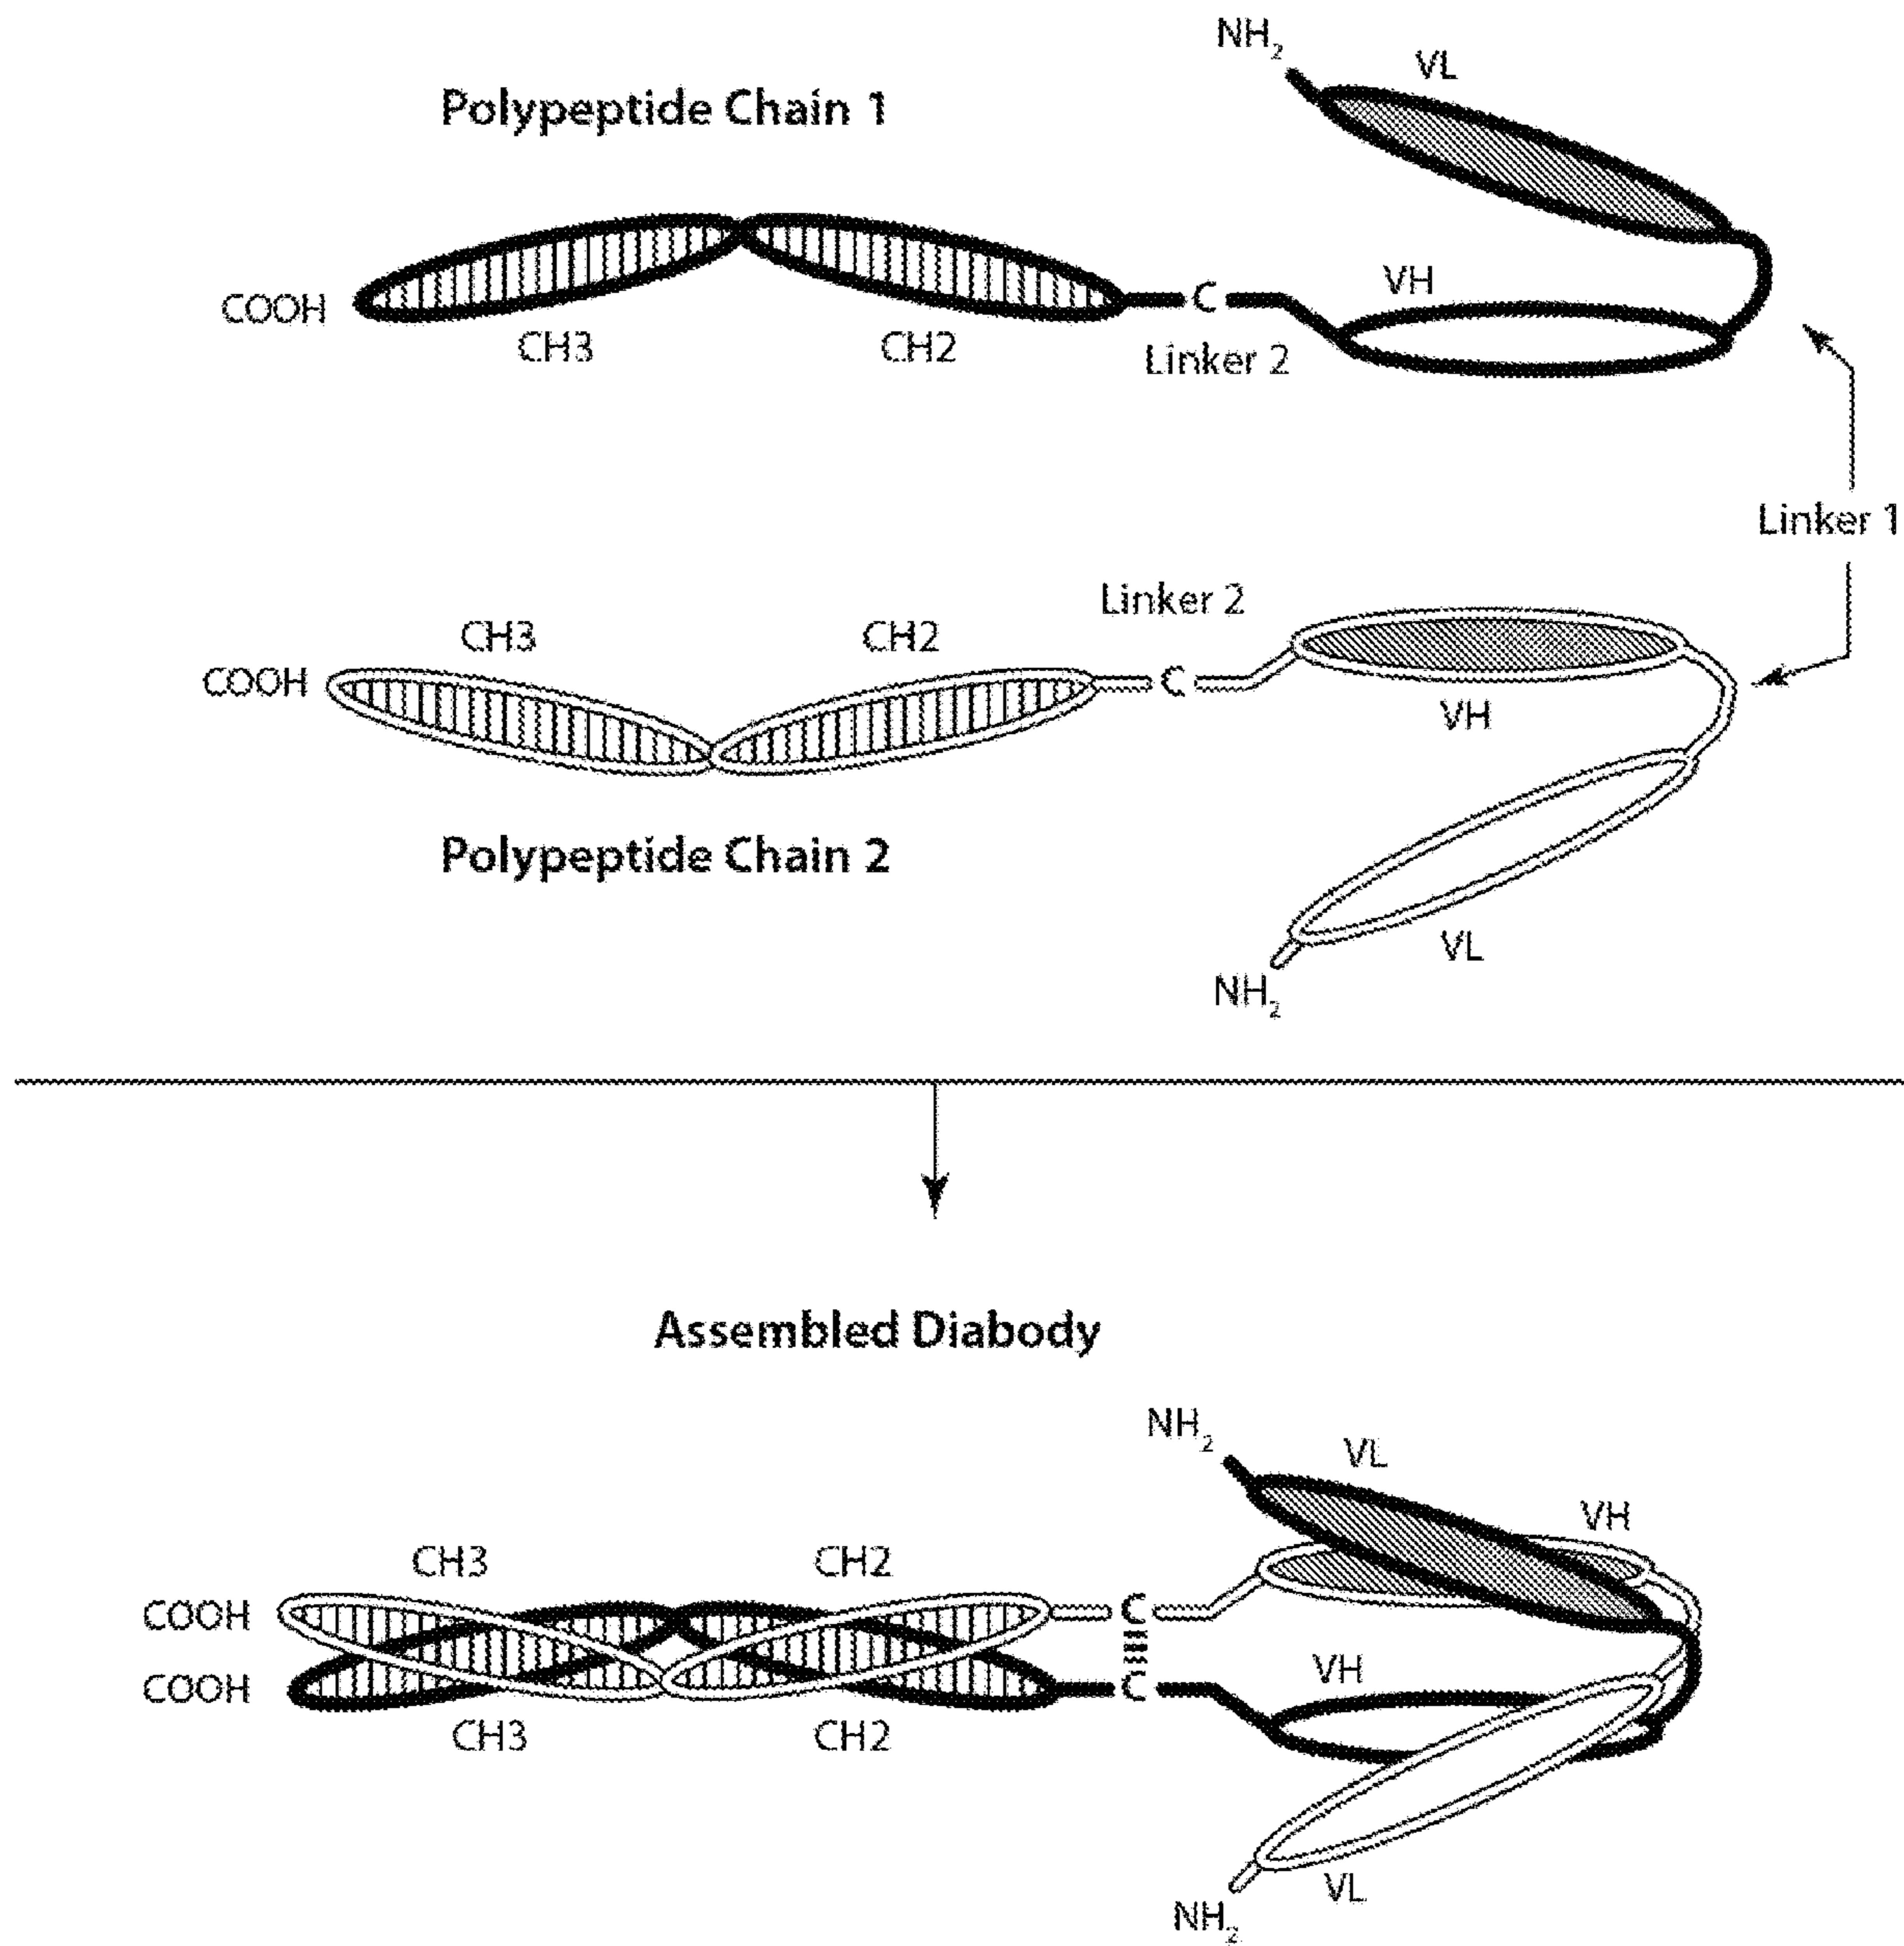 NH₂
VL
Polypeptide Chain 1
VH
COOH
C
CH3
CH2
Linker 2
Linker 1
Linker 2
CH3
CH2
COOH
C
VH
Polypeptide Chain 2
VL
NH₂
Assembled Diabody
NH₂
VL
VH
CH3
CH2
COOH
C
VH
COOH
C
CH3
CH2
VL
NH₂